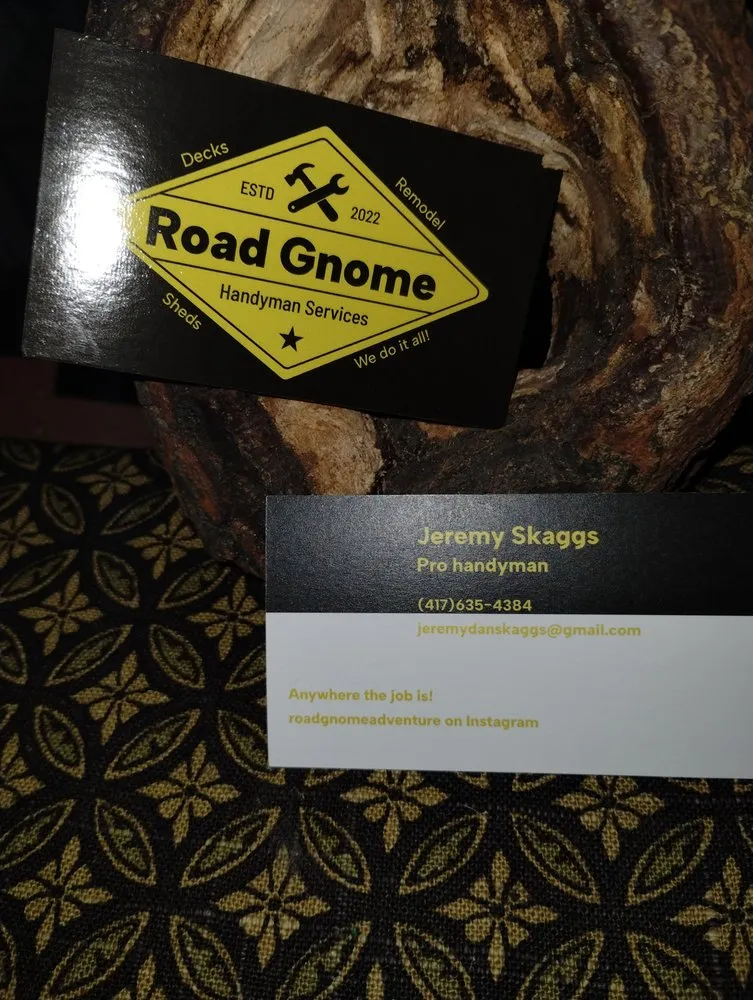 Decks
Remodel
ESTD
2022
Road Gnome
Handyman Services
Sheds
We do it all!
Jeremy Skaggs
Pro handyman
(417)635-4384
jeremydanskaggs@gmail.com
Anywhere the job is!
roadgnomeadventure on Instagram